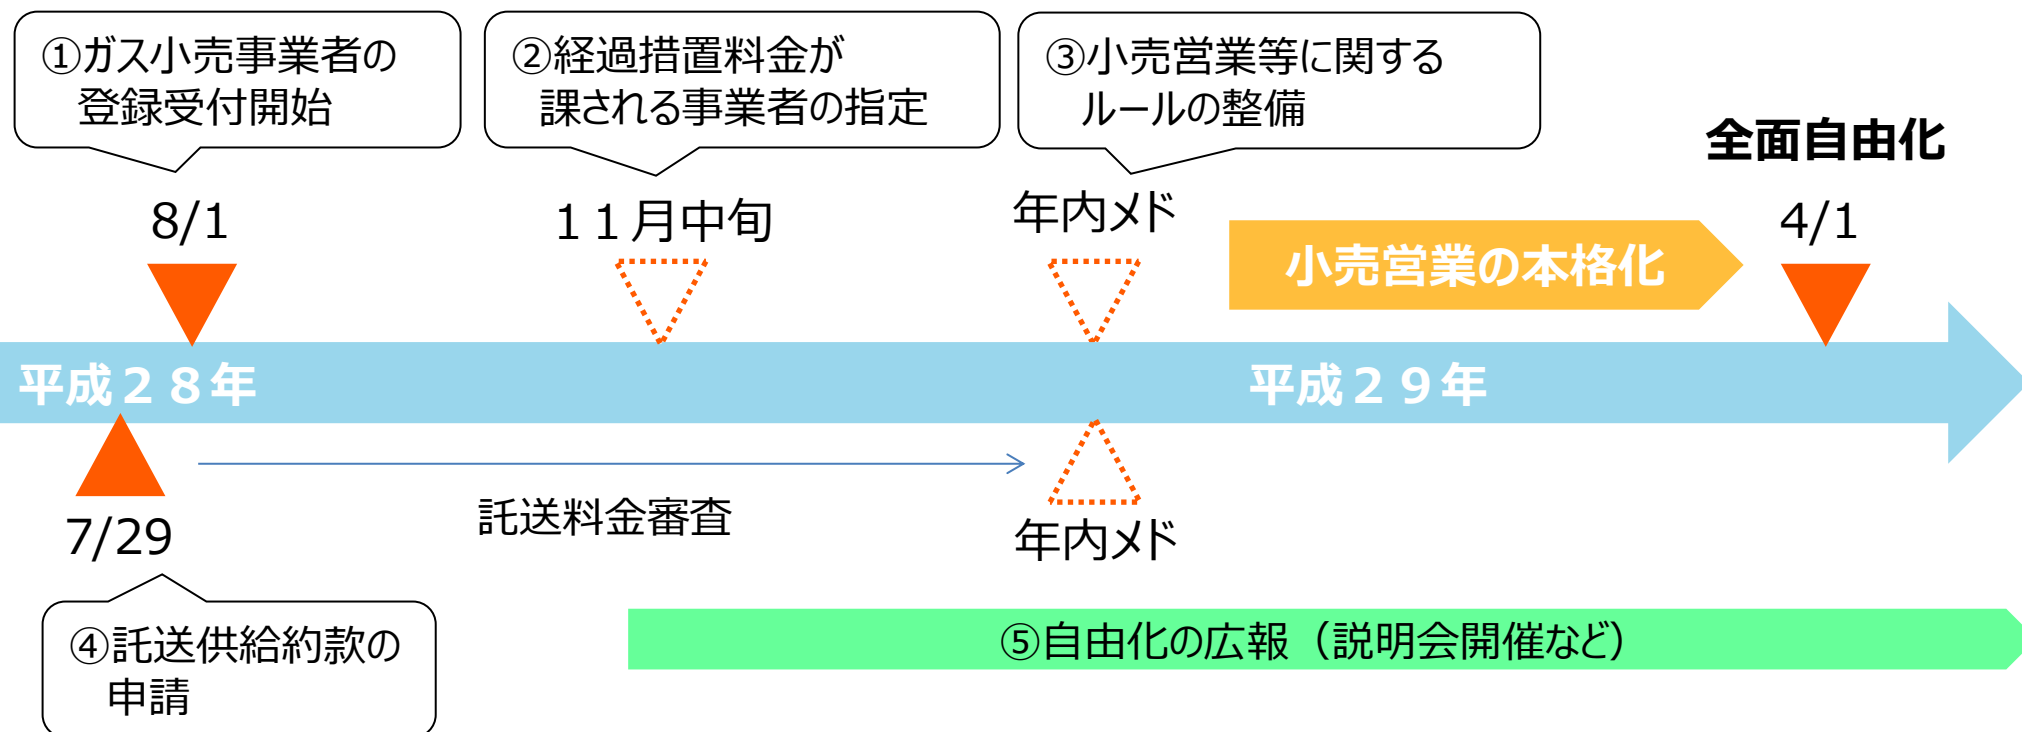 ①ガス小売事業者の
登録受付開始
②経過措置料金が
課される事業者の指定
③小売営業等に関する
ルールの整備
全面自由化
8/1
１１月中旬
年内メド
4/1
小売営業の本格化
平成２８年
平成２９年
託送料金審査
7/29
年内メド
④託送供給約款の
申請
⑤自由化の広報（説明会開催など）